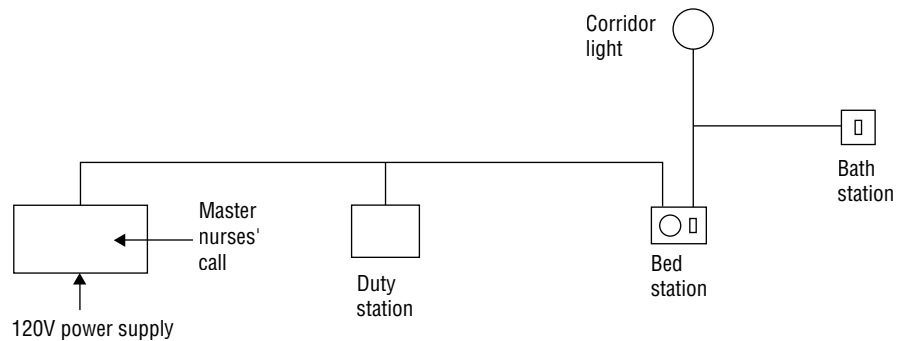 Corridor
light
Bath
station
Master
nurses'
call
Duty
station
Bed
station
120V power supply